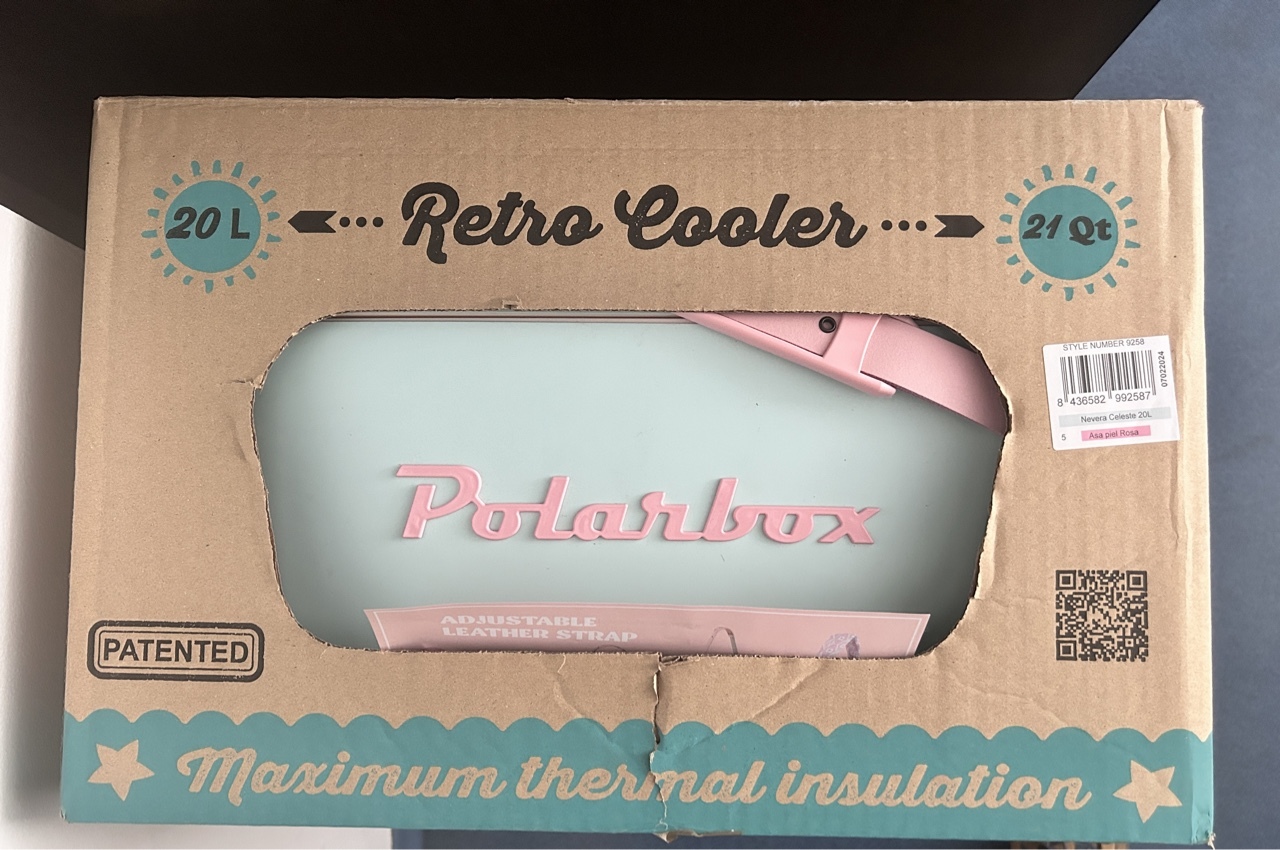 20 L
Retro Cooler
21 Qt
STYLE NUMBER 9258
07022024
8 436582 992587
Nevera Celeste 20L
5 Asa piel Rosa
Polarbox
ADJUSTABLE
LEATHER STRAP
PATENTED
Maximum thermal insulation